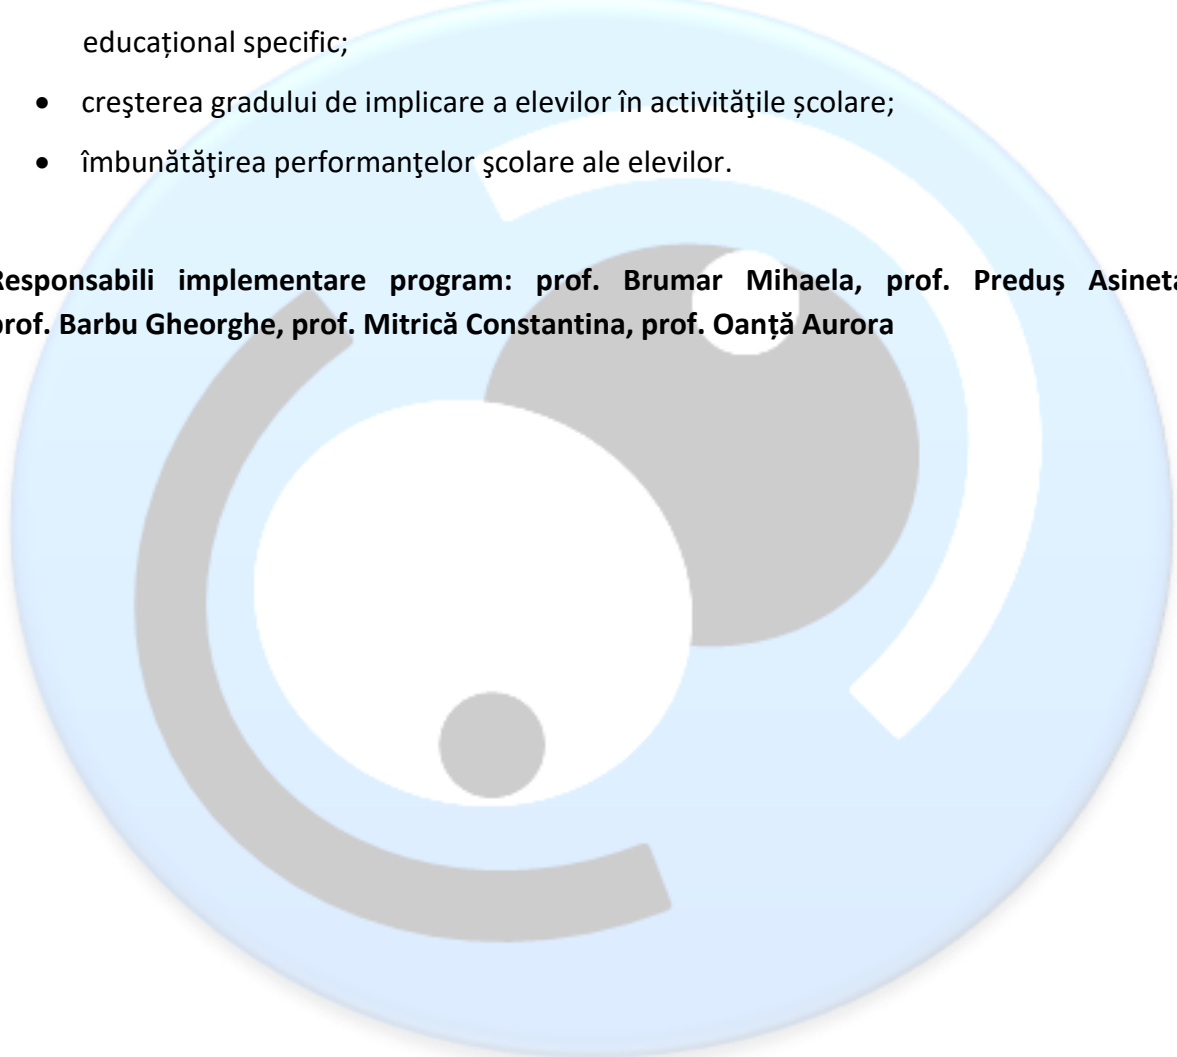 educațional specific;
• creşterea gradului de implicare a elevilor în activităţile școlare;
• îmbunătăţirea performanţelor şcolare ale elevilor.
Responsabili implementare program: prof. Brumar Mihaela, prof. Preduș Asineta
prof. Barbu Gheorghe, prof. Mitrică Constantina, prof. Oanță Aurora